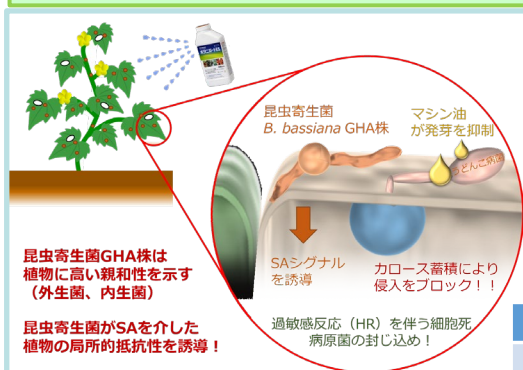 昆虫寄生菌
B. bassiana GHA株
マシン油
が発芽を抑制
うどんこ病菌
SAシグナル
を誘導
カロース蓄積により
侵入をブロック！！
過敏感反応（HR）を伴う細胞死
病原菌の封じ込め！
昆虫寄生菌GHA株は
植物に高い親和性を示す
（外生菌、内生菌）
昆虫寄生菌がSAを介した
植物の局所的抵抗性を誘導！